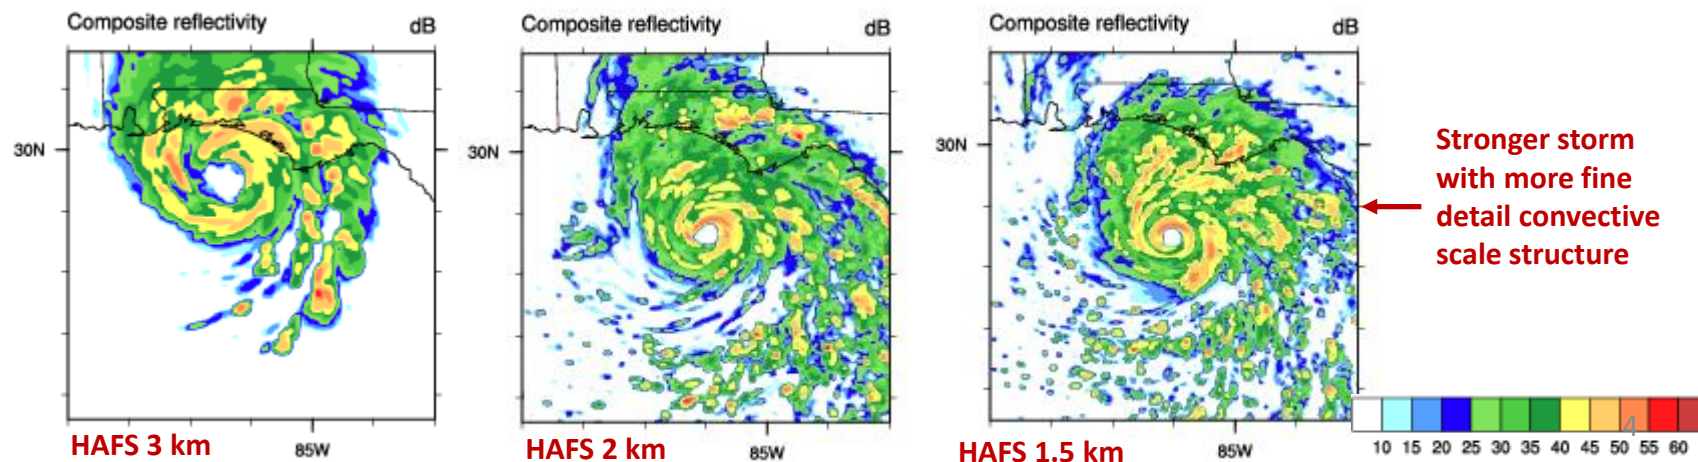 Composite reflectivity dB
30N
HAFS 3 km
85W
Composite reflectivity dB
30N
HAFS 2 km
85W
Composite reflectivity dB
30N
HAFS 1.5 km
85W
Stronger storm
with more fine
detail convective
scale structure
4
10 15 20 25 30 35 40 45 50 55 60